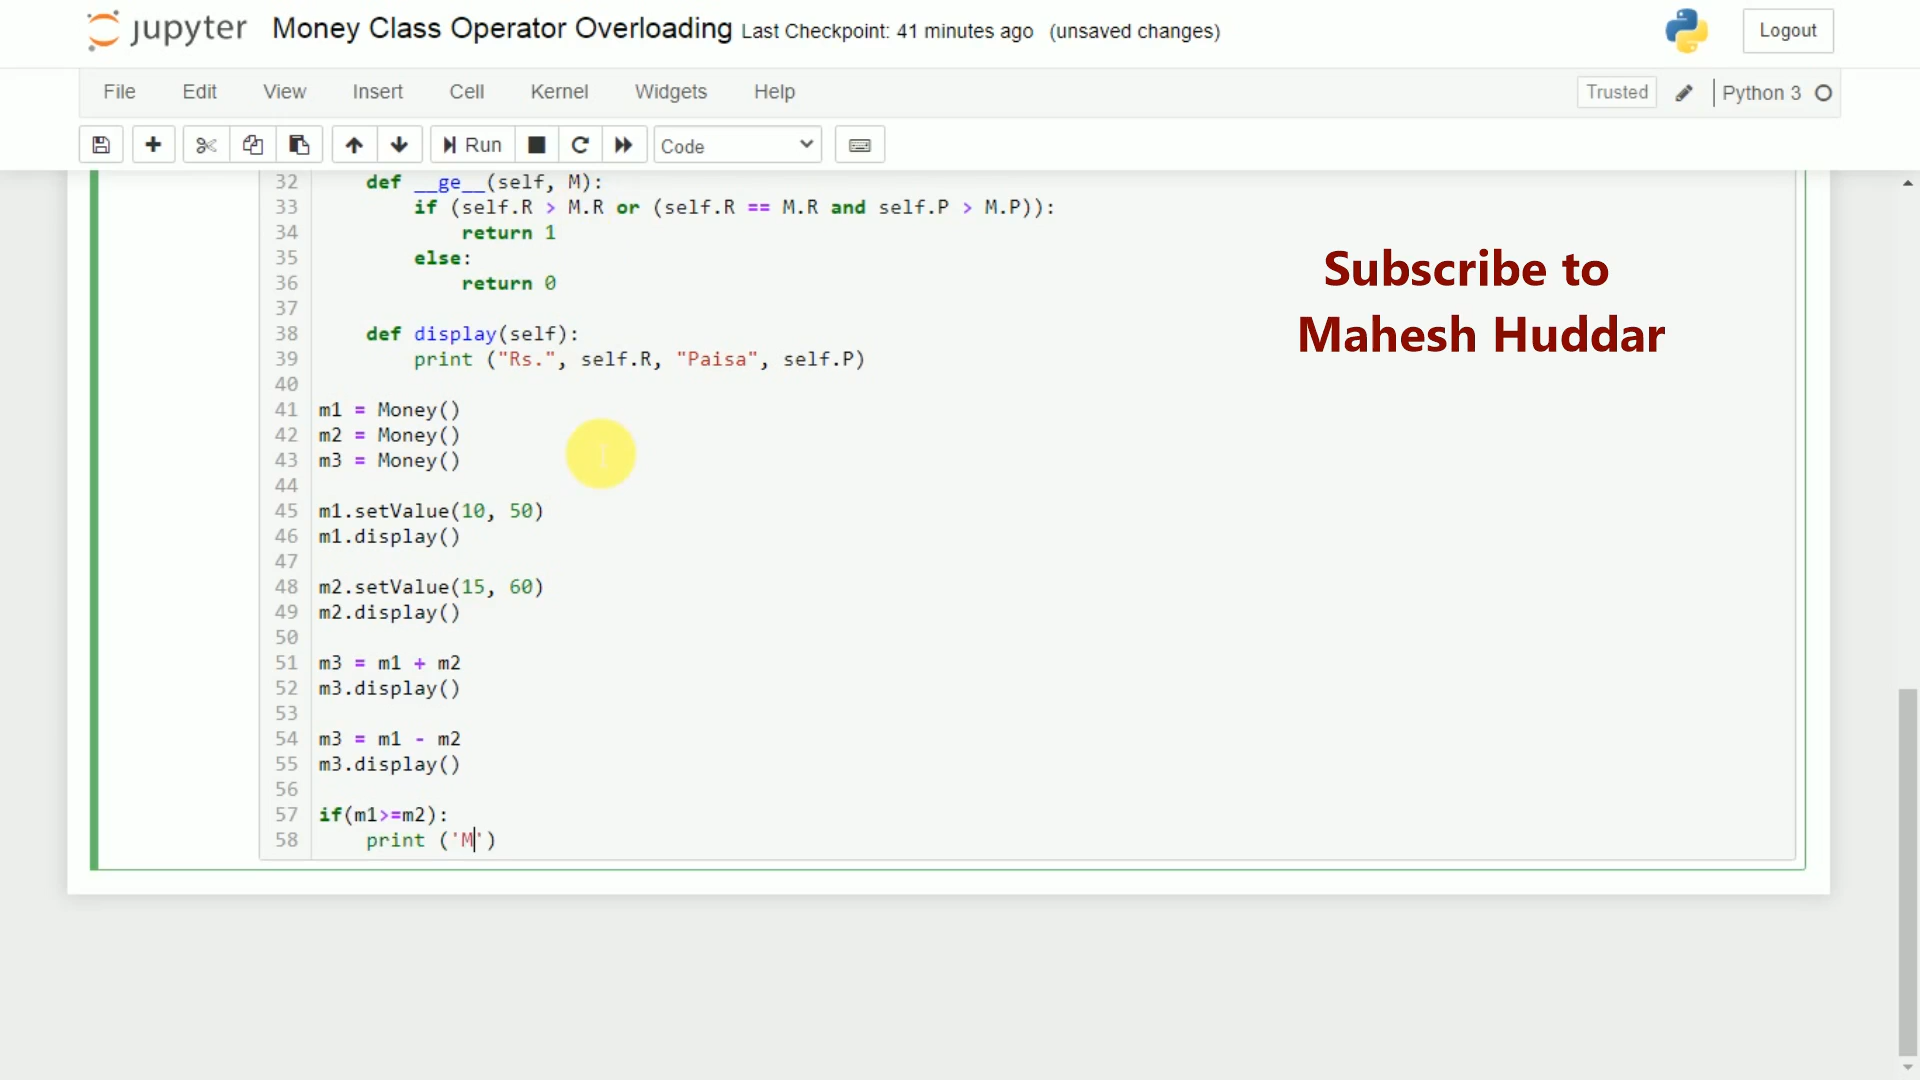 jupyter Money Class Operator Overloading Last Checkpoint: 41 minutes ago (unsaved changes) Logout
File Edit View Insert Cell Kernel Widgets Help Trusted Python 3
Run Code
32 def __ge__(self, M):
33 if (self.R > M.R or (self.R == M.R and self.P > M.P)):
34 return 1
35 else:
36 return 0
37
38 def display(self):
39 print ("Rs.", self.R, "Paisa", self.P)
40
41 m1 = Money()
42 m2 = Money()
43 m3 = Money()
44
45 m1.setValue(10, 50)
46 m1.display()
47
48 m2.setValue(15, 60)
49 m2.display()
50
51 m3 = m1 + m2
52 m3.display()
53
54 m3 = m1 - m2
55 m3.display()
56
57 if(m1>=m2):
58 print ('M')
Subscribe to
Mahesh Huddar